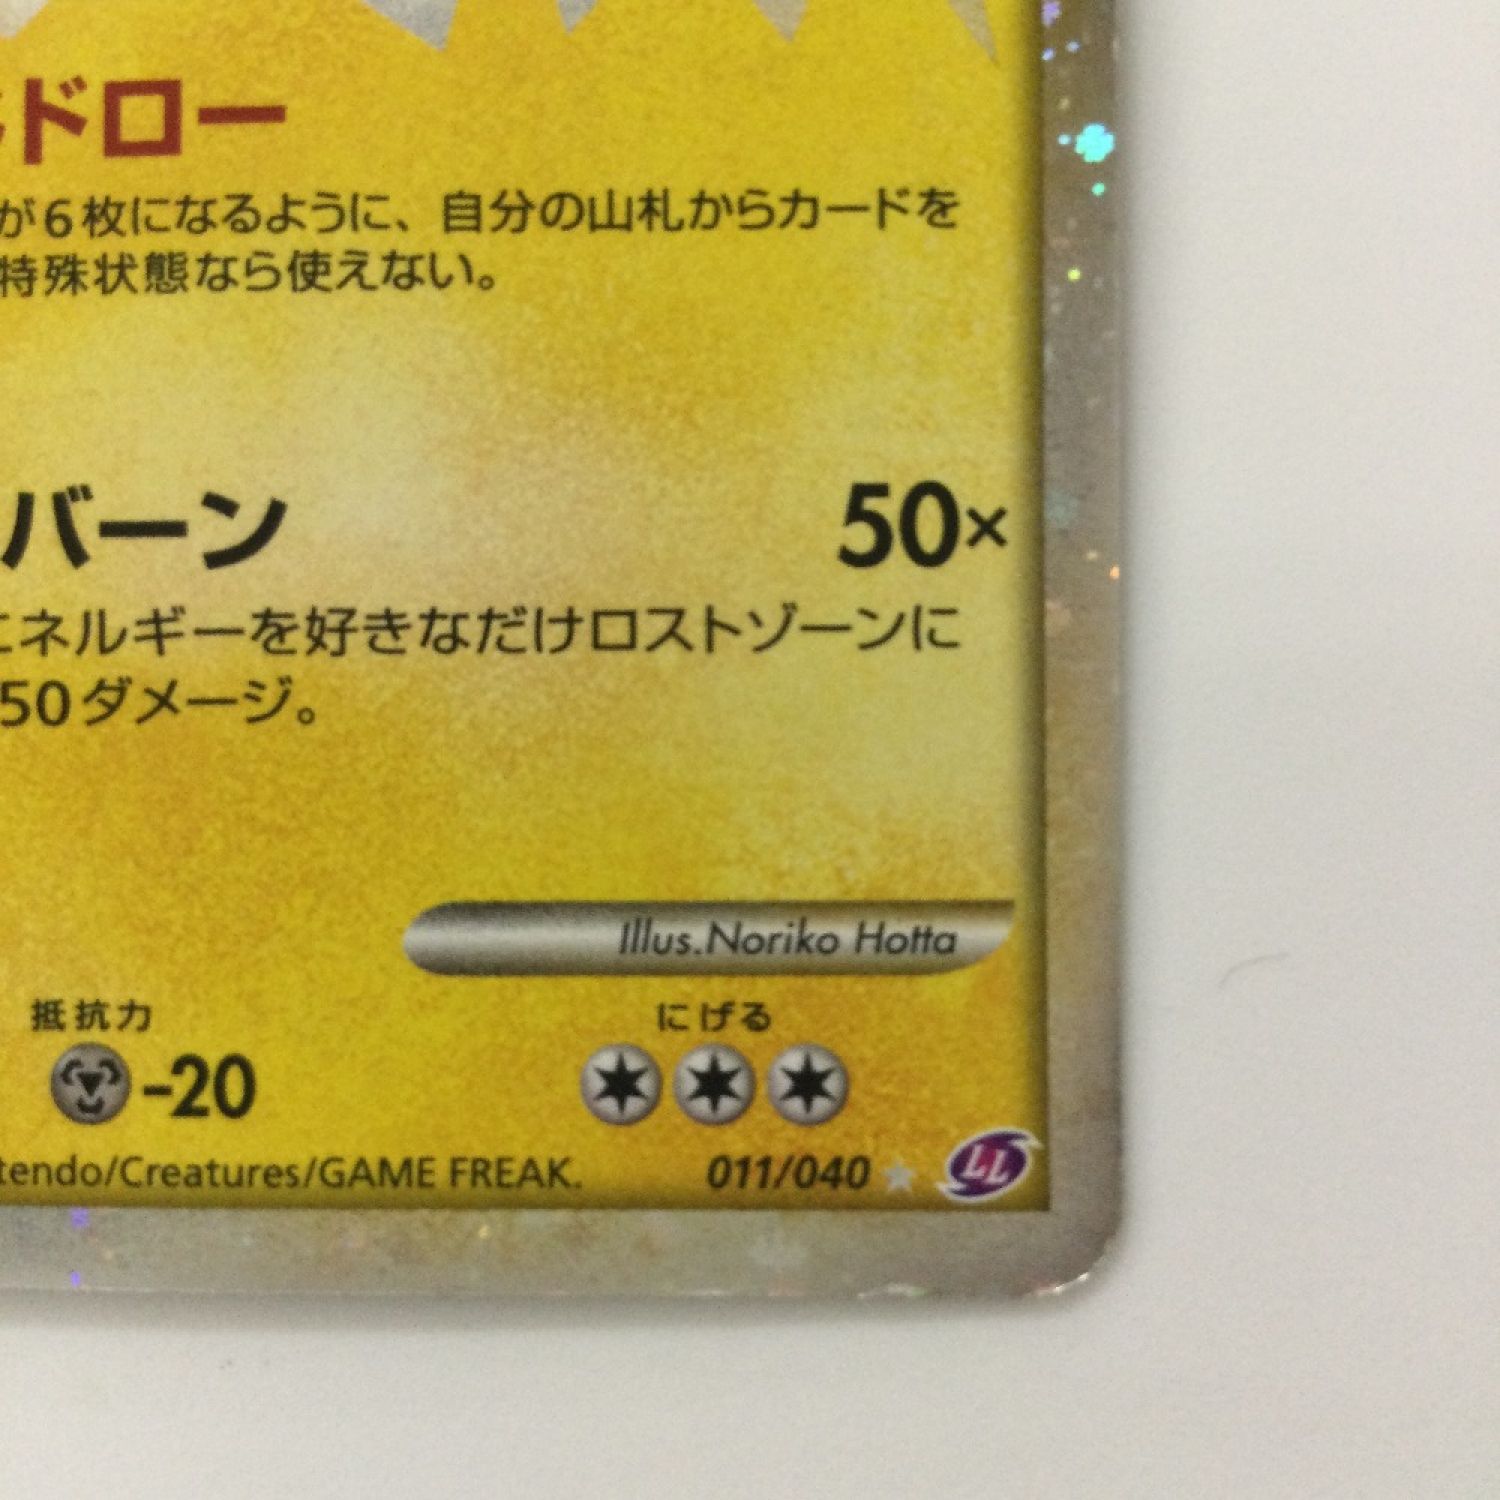 ドロー
が6枚になるように、自分の山札からカードを
特殊状態なら使えない。
バーン 50×
エネルギーを好きなだけロストゾーンに
50ダメージ。
Illus.Noriko Hotta
抵抗力 にげる
-20
tendo/Creatures/GAME FREAK. 011/040 ★ LL